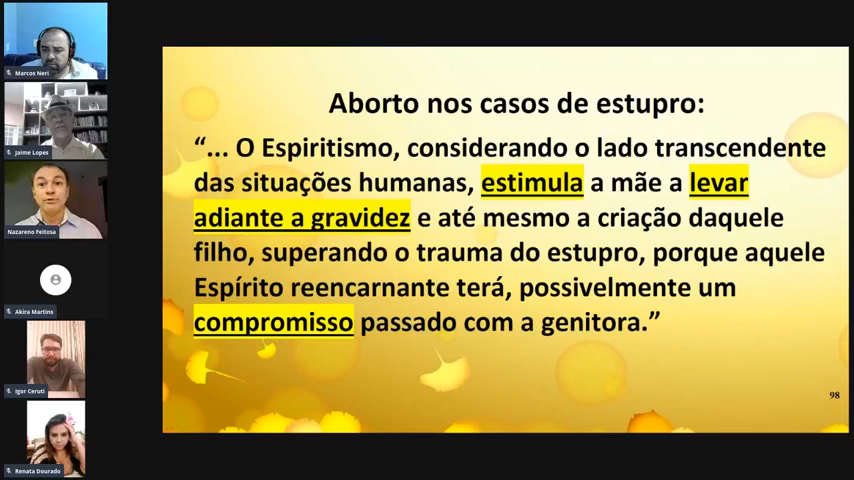 Marcos Neri
Jaime Lopes
Nazareno Feitosa
Akira Martins
Igor Ceruti
Renata Dourado
Aborto nos casos de estupro:
“... O Espiritismo, considerando o lado transcendente
das situações humanas, estimula a mãe a levar
adiante a gravidez e até mesmo a criação daquele
filho, superando o trauma do estupro, porque aquele
Espírito reencarnante terá, possivelmente um
compromisso passado com a genitora.”
98